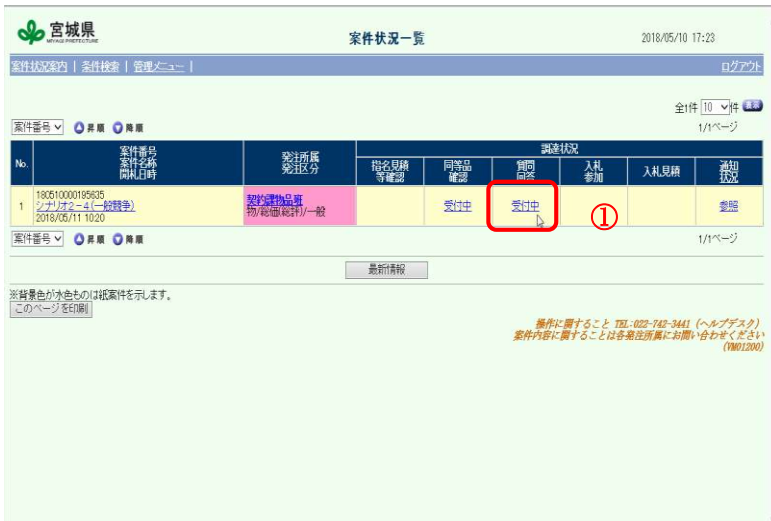 宮城県
MIYAGI PREFECTURE
案件状況一覧
2018/05/10 17:23
案件状況案内 | 条件検索 | 管理メニュー |
ログアウト
全1件 10 件 表示
案件番号 昇順 降順
1/1ページ
No.
案件番号
案件名称
開札日時
発注所属
発注区分
調達状況
指名見積
等確認
同等品
確認
質問
回答
入札
参加
入札見積
通知
状況
1
180510000195635
シナリオ2-4(一般競争)
2018/05/11 1020
契約課物品班
物/総価(総計)/一般
受付中
受付中
①
参照
案件番号 昇順 降順
1/1ページ
最新情報
※背景色が水色ものは紙案件を示します。
このページを印刷
操作に関すること TEL:022-742-3441 (ヘルプデスク)
案件内容に関することは各発注所属にお問い合わせください
(VM01200)